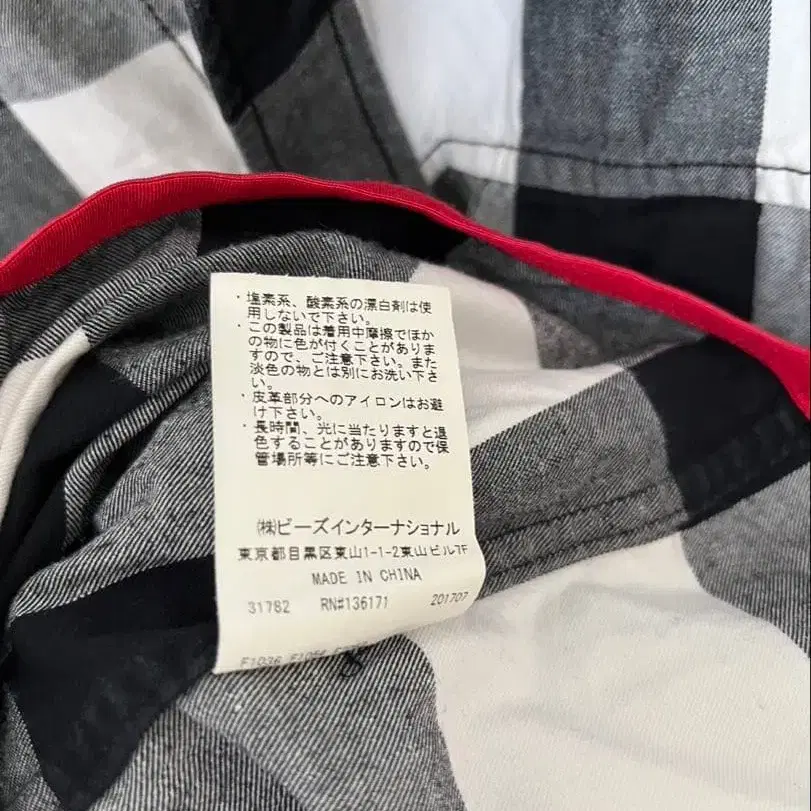 ・塩素系、酸素系の漂白剤は使
用しないで下さい。
・この製品は着用中摩擦でほか
の物に色が付くことがありま
すので、ご注意下さい。また
淡色の物とは別にお洗い下さ
い。
・皮革部分へのアイロンはお避
け下さい。
・長時間、光に当たりますと退
色することがありますので保
管場所等にご注意下さい。
㈱ビーズインターナショナル
東京都目黒区東山1-1-2東山ビル7F
MADE IN CHINA
31782 RN#136171 201707
F1036